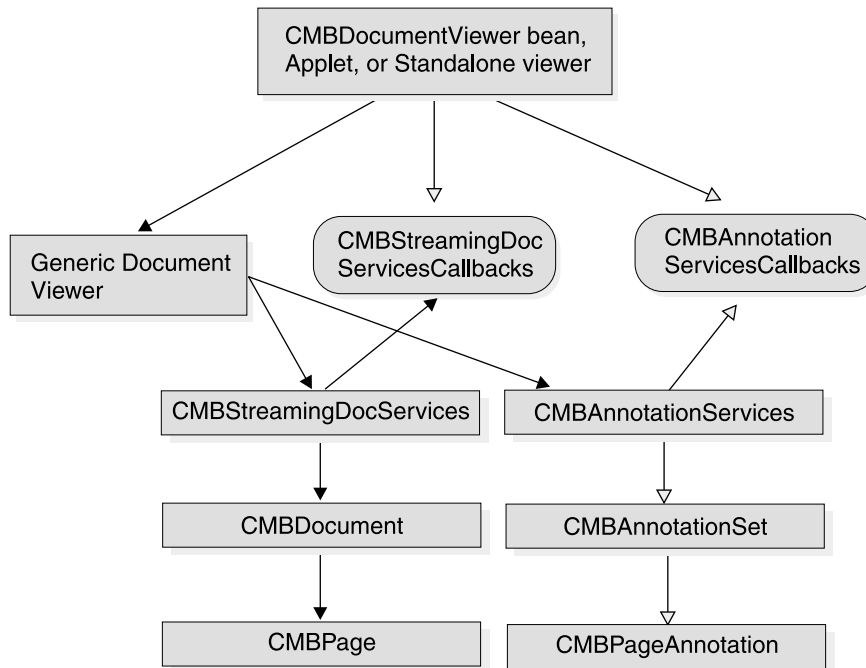 CMBDocumentViewer bean,
Applet, or Standalone viewer
Generic Document
Viewer
CMBStreamingDoc
ServicesCallbacks
CMBAnnotation
ServicesCallbacks
CMBStreamingDocServices
CMBAnnotationServices
CMBDocument
CMBAnnotationSet
CMBPage
CMBPageAnnotation